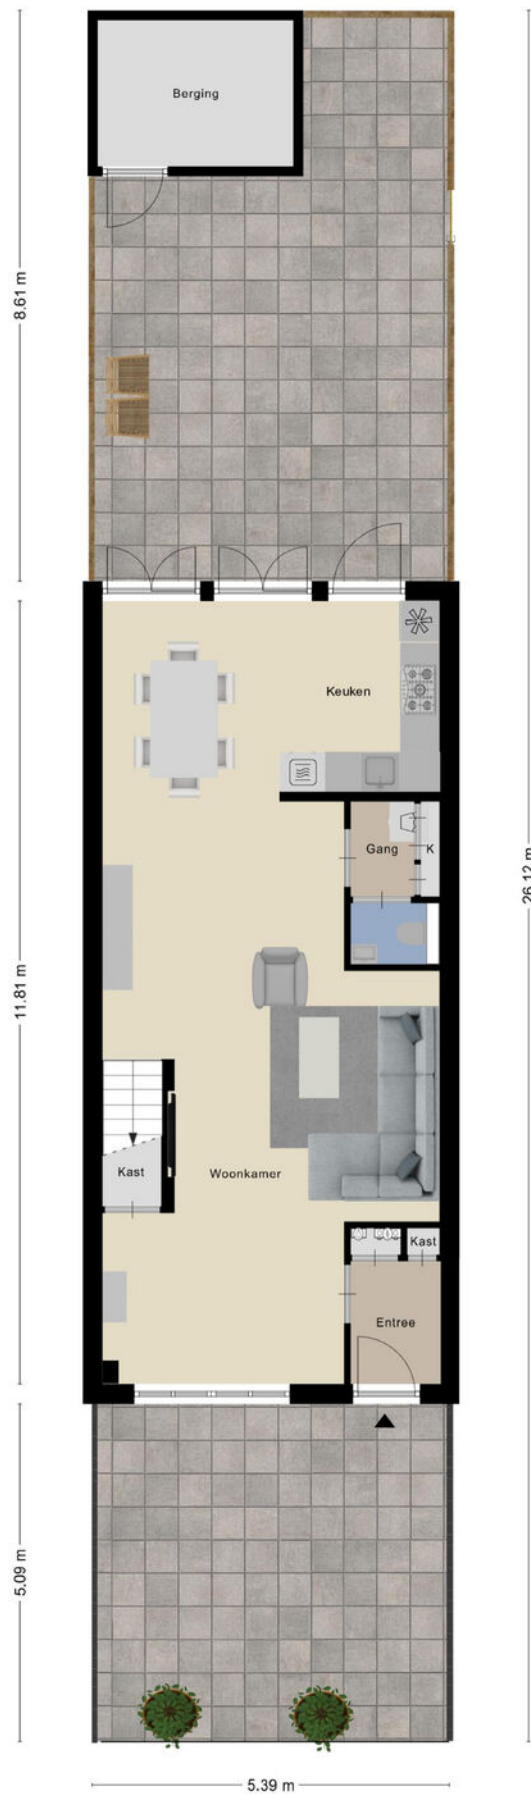 Berging
8.61 m
Keuken
Gang
K
26.12 m
11.81 m
Kast
Woonkamer
Kast
Entree
5.09 m
5.39 m